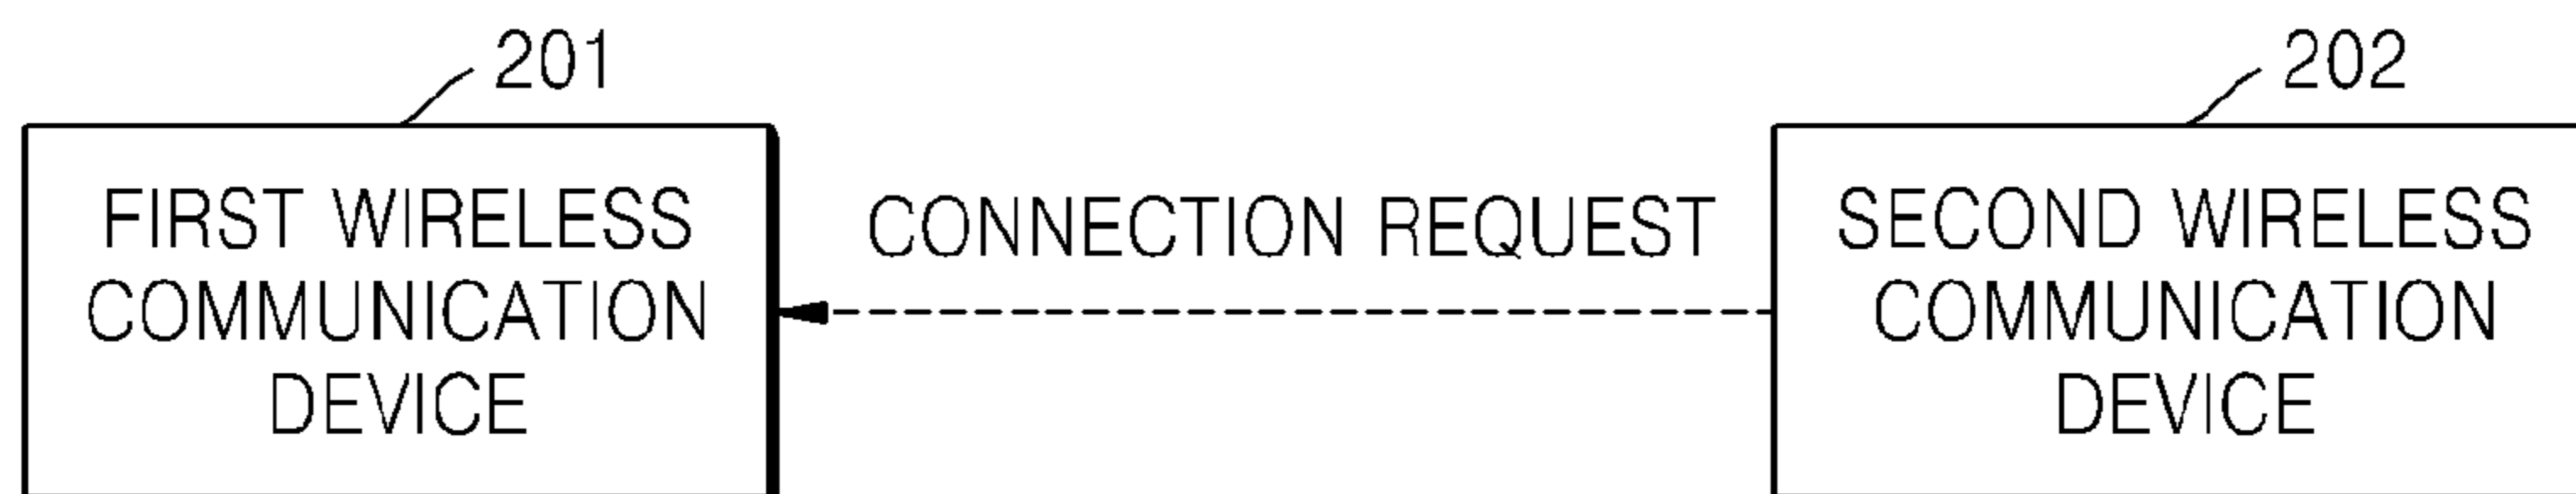 201
202
FIRST WIRELESS
COMMUNICATION
DEVICE
CONNECTION REQUEST
SECOND WIRELESS
COMMUNICATION
DEVICE